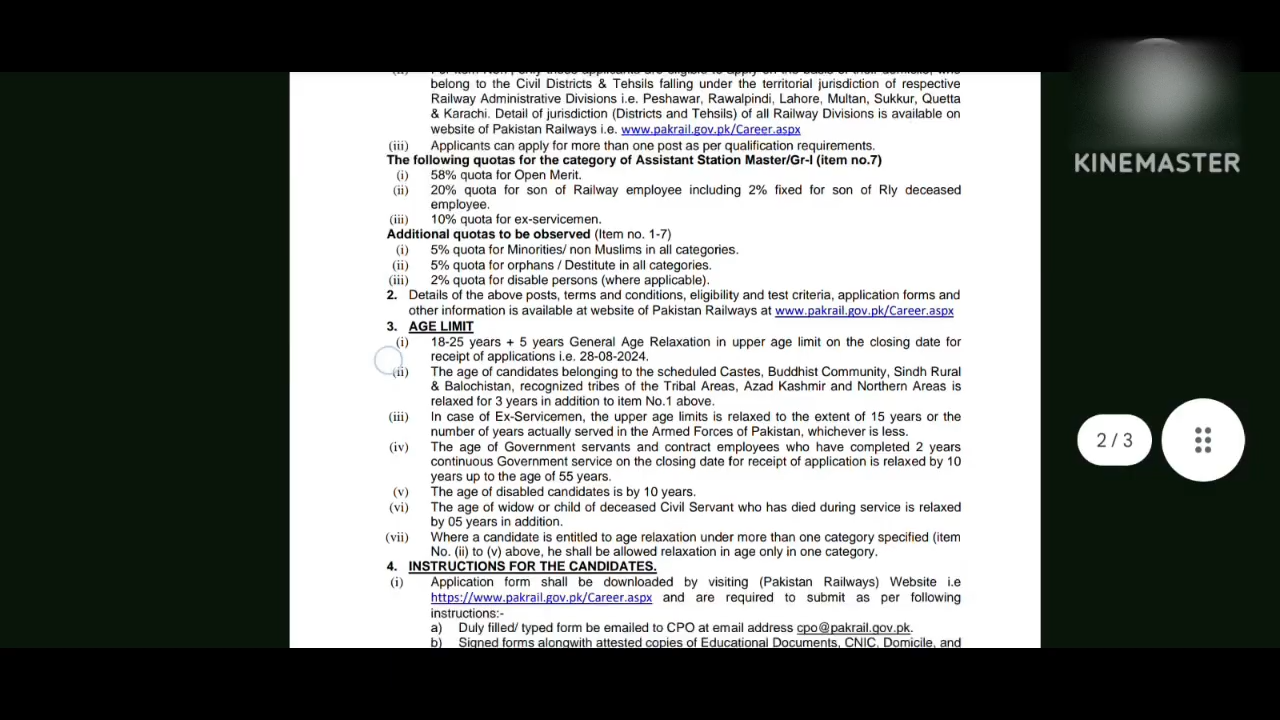 belong to the Civil Districts & Tehsils falling under the territorial jurisdiction of respective
Railway Administrative Divisions i.e. Peshawar, Rawalpindi, Lahore, Multan, Sukkur, Quetta
& Karachi. Detail of jurisdiction (Districts and Tehsils) of all Railway Divisions is available on
website of Pakistan Railways i.e. www.pakrail.gov.pk/Career.aspx
(iii) Applicants can apply for more than one post as per qualification requirements.
The following quotas for the category of Assistant Station Master/Gr-I (item no.7)
(i) 58% quota for Open Merit.
(ii) 20% quota for son of Railway employee including 2% fixed for son of Rly deceased
employee.
(iii) 10% quota for ex-servicemen.
Additional quotas to be observed (Item no. 1-7)
(i) 5% quota for Minorities/ non Muslims in all categories.
(ii) 5% quota for orphans / Destitute in all categories.
(iii) 2% quota for disable persons (where applicable).
2. Details of the above posts, terms and conditions, eligibility and test criteria, application forms and
other information is available at website of Pakistan Railways at www.pakrail.gov.pk/Career.aspx
3. AGE LIMIT
(i) 18-25 years + 5 years General Age Relaxation in upper age limit on the closing date for
receipt of applications i.e. 28-08-2024.
(ii) The age of candidates belonging to the scheduled Castes, Buddhist Community, Sindh Rural
& Balochistan, recognized tribes of the Tribal Areas, Azad Kashmir and Northern Areas is
relaxed for 3 years in addition to item No.1 above.
(iii) In case of Ex-Servicemen, the upper age limits is relaxed to the extent of 15 years or the
number of years actually served in the Armed Forces of Pakistan, whichever is less.
(iv) The age of Government servants and contract employees who have completed 2 years
continuous Government service on the closing date for receipt of application is relaxed by 10
years up to the age of 55 years.
(v) The age of disabled candidates is by 10 years.
(vi) The age of widow or child of deceased Civil Servant who has died during service is relaxed
by 05 years in addition.
(vii) Where a candidate is entitled to age relaxation under more than one category specified (item
No. (ii) to (v) above, he shall be allowed relaxation in age only in one category.
4. INSTRUCTIONS FOR THE CANDIDATES.
(i) Application form shall be downloaded by visiting (Pakistan Railways) Website i.e
https://www.pakrail.gov.pk/Career.aspx and are required to submit as per following
instructions:-
a) Duly filled/ typed form be emailed to CPO at email address cpo@pakrail.gov.pk.
b) Signed forms alongwith attested copies of Educational Documents, CNIC, Domicile, and
KINEMASTER
2 / 3